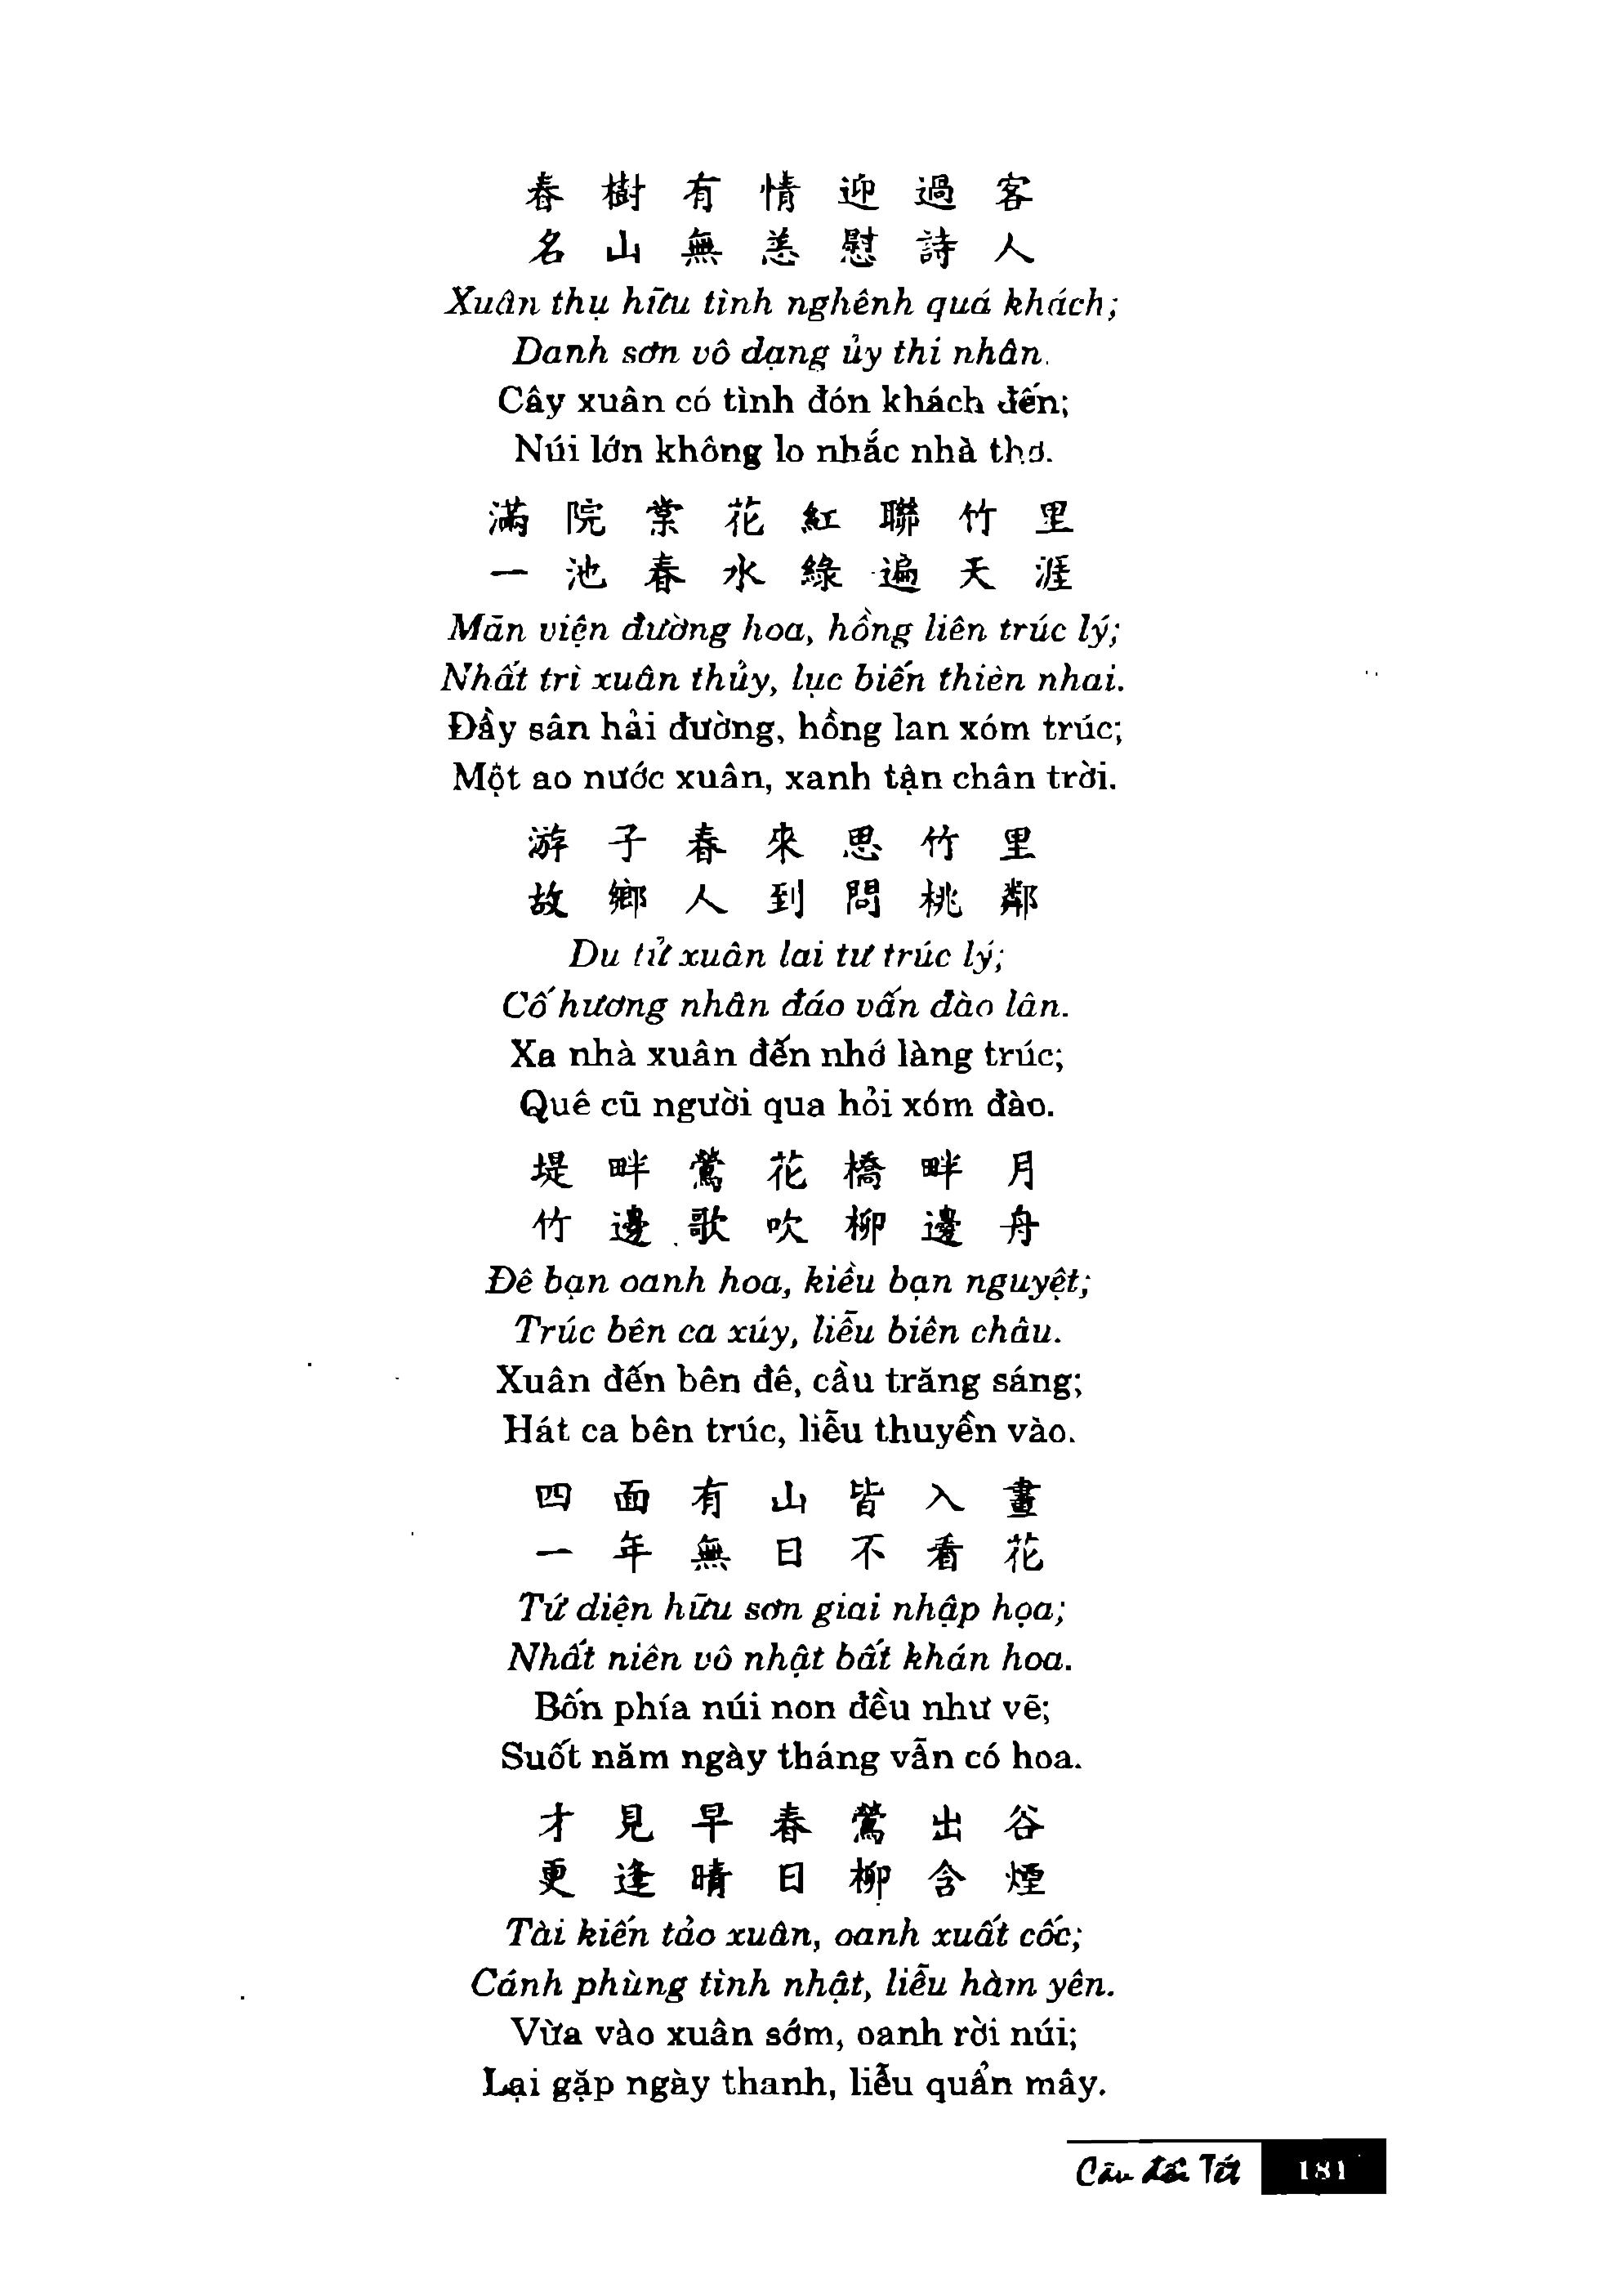 春樹有情迎過客
名山無恙慰詩人
Xuân thụ hữu tình nghênh quá khách;
Danh sơn vô dạng ủy thi nhân.
Cây xuân có tình đón khách đến;
Núi lớn không lo nhắc nhà thơ.
滿院棠花紅聯竹里
一池春水綠遍天涯
Mãn viện đường hoa, hồng liên trúc lý;
Nhất trì xuân thủy, lục biến thiên nhai.
Đầy sân hải đường, hồng lan xóm trúc;
Một ao nước xuân, xanh tận chân trời.
游子春來思竹里
故鄉人到問桃鄰
Du tử xuân lai tư trúc lý;
Cố hương nhân đáo vấn đào lân.
Xa nhà xuân đến nhớ làng trúc;
Quê cũ người qua hỏi xóm đào.
堤畔鶯花橋畔月
竹邊歌吹柳邊舟
Đê bạn oanh hoa, kiều bạn nguyệt;
Trúc bên ca xúy, liễu biên châu.
Xuân đến bên đê, cầu trăng sáng;
Hát ca bên trúc, liễu thuyền vào.
四面有山皆入畫
一年無日不看花
Tứ diện hữu sơn giai nhập họa;
Nhất niên vô nhật bất khán hoa.
Bốn phía núi non đều như vẽ;
Suốt năm ngày tháng vẫn có hoa.
才見早春鶯出谷
更逢晴日柳含煙
Tài kiến tảo xuân, oanh xuất cốc;
Cánh phùng tình nhật, liễu hàm yên.
Vừa vào xuân sớm, oanh rời núi;
Lại gặp ngày thanh, liễu quẩn mây.
Câu đối Tết 181